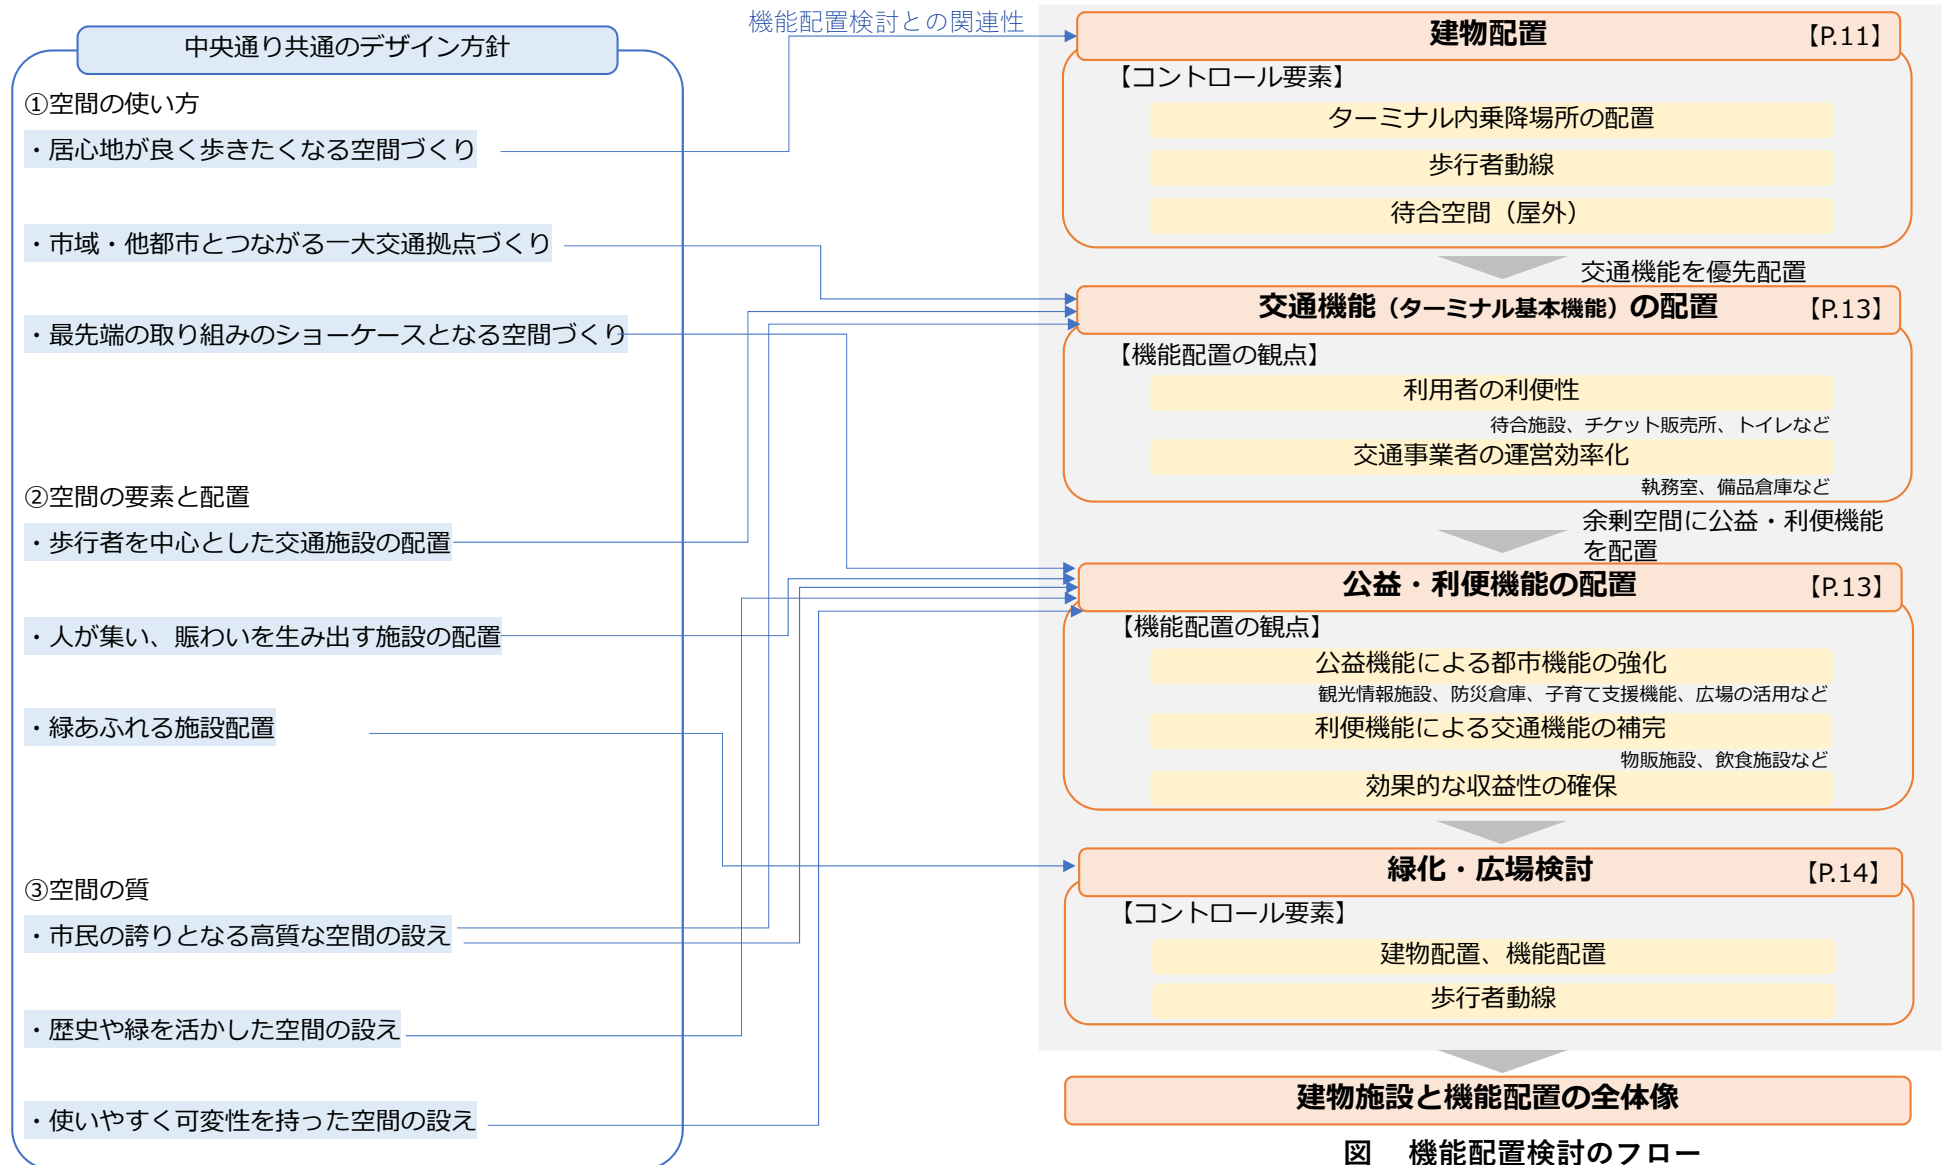 中央通り共通のデザイン方針
①空間の使い方
・居心地が良く歩きたくなる空間づくり
・市域・他都市とつながる一大交通拠点づくり
・最先端の取り組みのショーケースとなる空間づくり
②空間の要素と配置
・歩行者を中心とした交通施設の配置
・人が集い、賑わいを生み出す施設の配置
・緑あふれる施設配置
③空間の質
・市民の誇りとなる高質な空間の設え
・歴史や緑を活かした空間の設え
・使いやすく可変性を持った空間の設え
機能配置検討との関連性
建物配置 【P.11】
【コントロール要素】
ターミナル内乗降場所の配置
歩行者動線
待合空間（屋外）
交通機能を優先配置
交通機能（ターミナル基本機能）の配置 【P.13】
【機能配置の観点】
利用者の利便性
待合施設、チケット販売所、トイレなど
交通事業者の運営効率化
執務室、備品倉庫など
余剰空間に公益・利便機能
を配置
公益・利便機能の配置 【P.13】
【機能配置の観点】
公益機能による都市機能の強化
観光情報施設、防災倉庫、子育て支援機能、広場の活用など
利便機能による交通機能の補完
物販施設、飲食施設など
効果的な収益性の確保
緑化・広場検討 【P.14】
【コントロール要素】
建物配置、機能配置
歩行者動線
建物施設と機能配置の全体像
図 機能配置検討のフロー